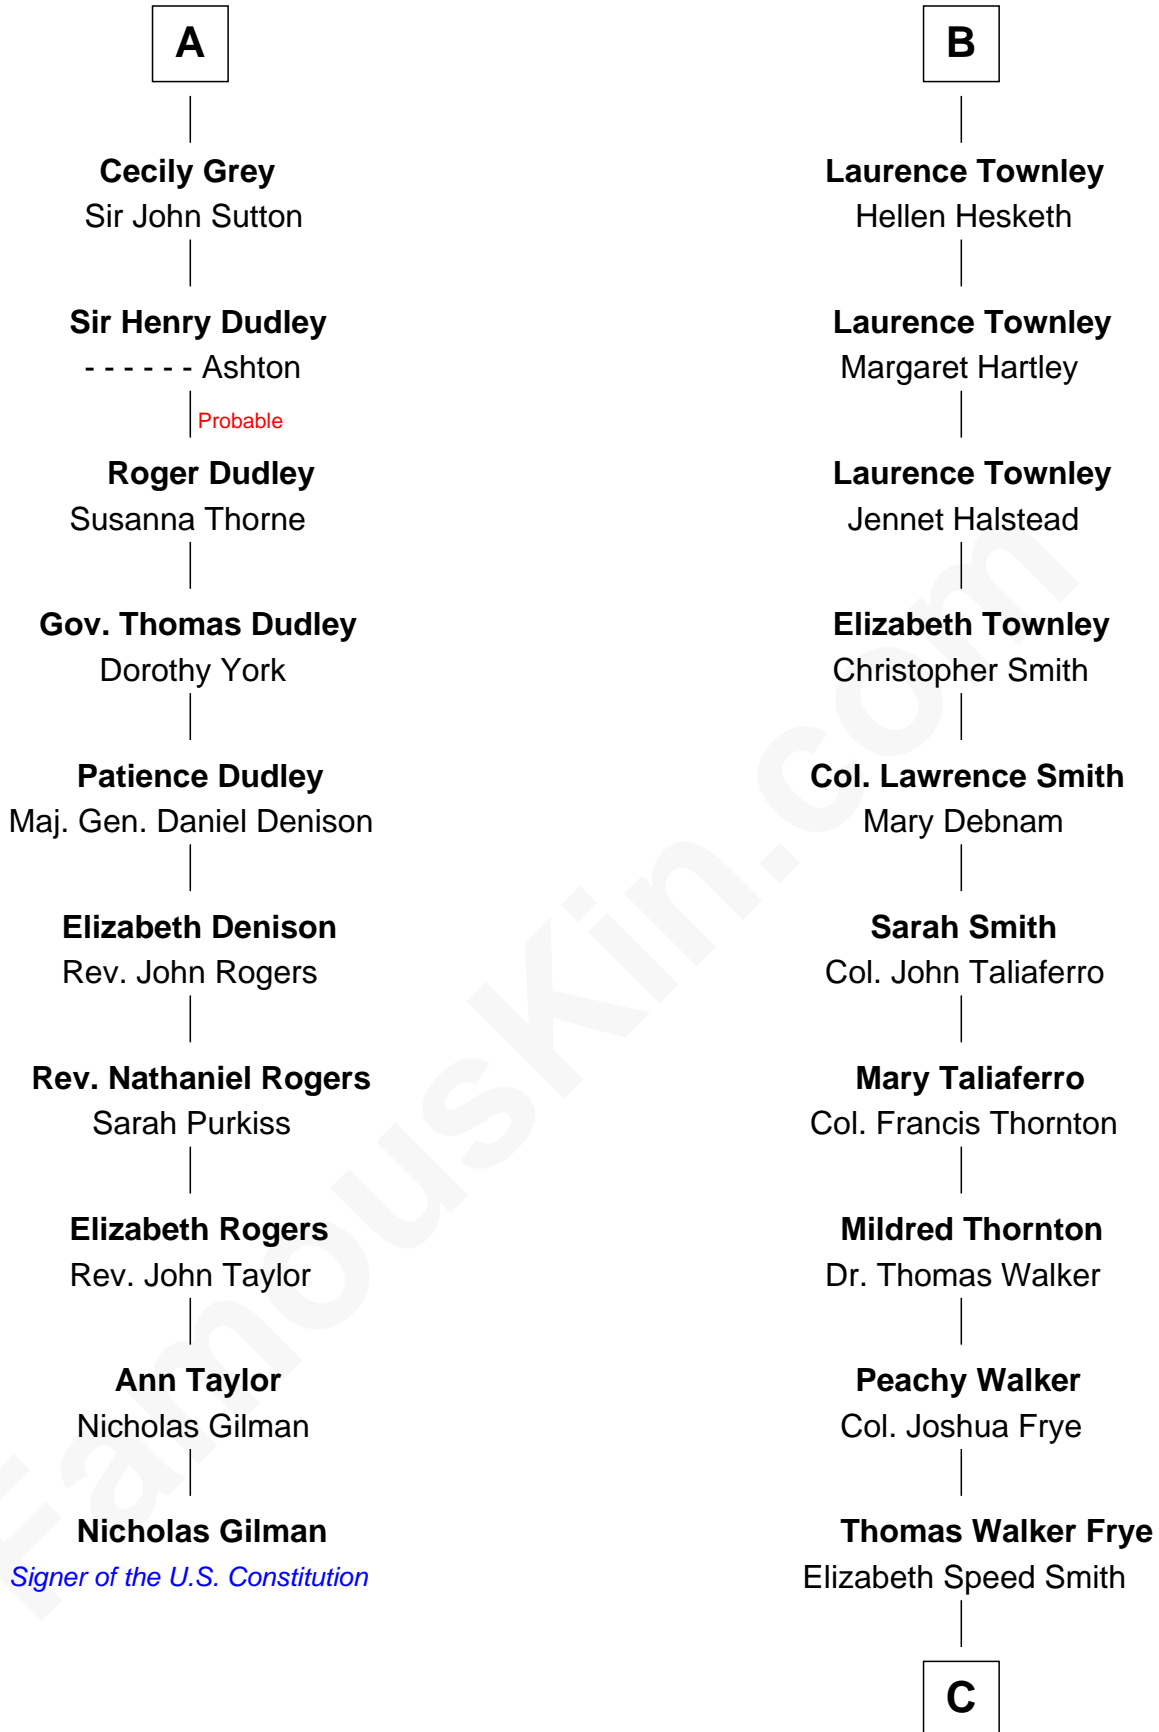 A
Cecily Grey
Sir John Sutton
Sir Henry Dudley
- - - - - - Ashton
Probable
Roger Dudley
Susanna Thorne
Gov. Thomas Dudley
Dorothy York
Patience Dudley
Maj. Gen. Daniel Denison
Elizabeth Denison
Rev. John Rogers
Rev. Nathaniel Rogers
Sarah Purkiss
Elizabeth Rogers
Rev. John Taylor
Ann Taylor
Nicholas Gilman
Nicholas Gilman
Signer of the U.S. Constitution
B
Laurence Townley
Hellen Hesketh
Laurence Townley
Margaret Hartley
Laurence Townley
Jennet Halstead
Elizabeth Townley
Christopher Smith
Col. Lawrence Smith
Mary Debnam
Sarah Smith
Col. John Taliaferro
Mary Taliaferro
Col. Francis Thornton
Mildred Thornton
Dr. Thomas Walker
Peachy Walker
Col. Joshua Frye
Thomas Walker Frye
Elizabeth Speed Smith
C
FamousKin.com